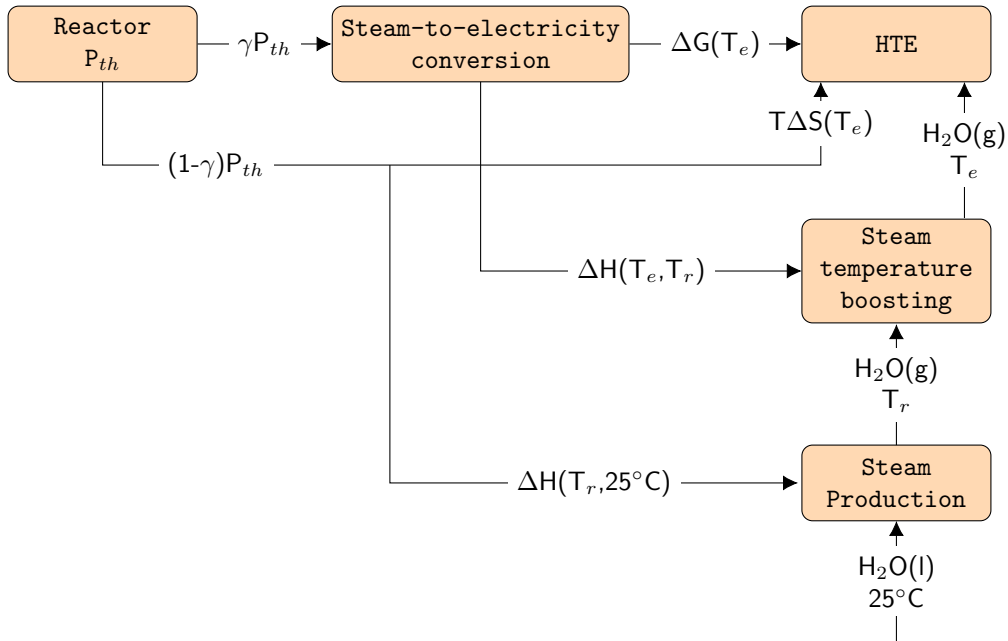 Reactor
P_th
γP_th
Steam-to-electricity
conversion
ΔG(T_e)
HTE
TΔS(T_e)
H₂O(g)
T_e
(1-γ)P_th
Steam
temperature
boosting
ΔH(T_e,T_r)
H₂O(g)
T_r
Steam
Production
ΔH(T_r,25°C)
H₂O(l)
25°C